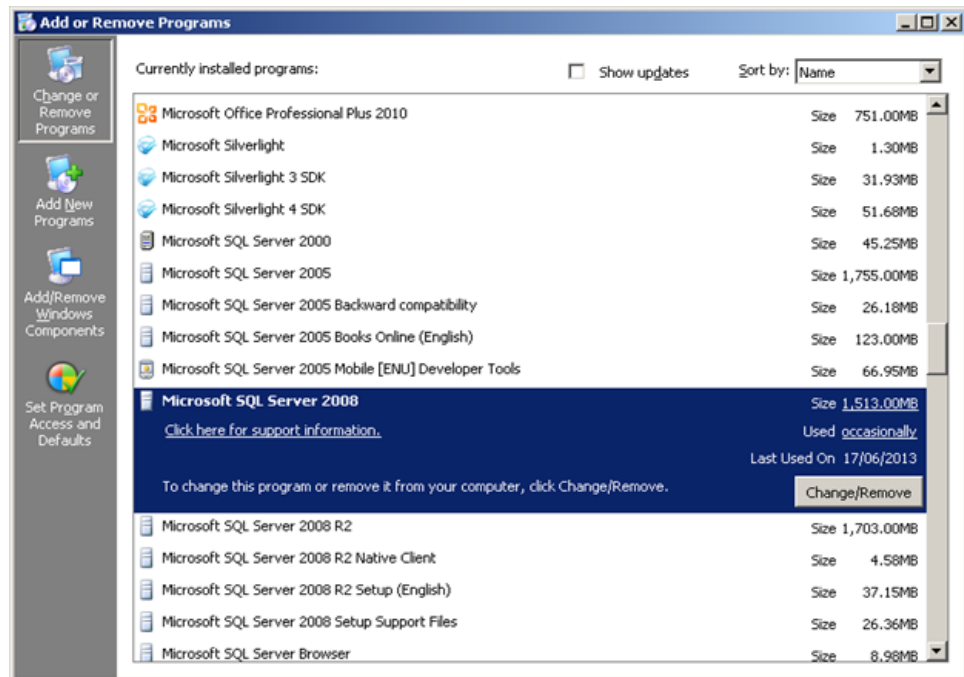 Add or Remove Programs
Change or
Remove
Programs
Add New
Programs
Add/Remove
Windows
Components
Set Program
Access and
Defaults
Currently installed programs:
Show updates
Sort by: Name
Microsoft Office Professional Plus 2010 Size 751.00MB
Microsoft Silverlight Size 1.30MB
Microsoft Silverlight 3 SDK Size 31.93MB
Microsoft Silverlight 4 SDK Size 51.68MB
Microsoft SQL Server 2000 Size 45.25MB
Microsoft SQL Server 2005 Size 1,755.00MB
Microsoft SQL Server 2005 Backward compatibility Size 26.18MB
Microsoft SQL Server 2005 Books Online (English) Size 123.00MB
Microsoft SQL Server 2005 Mobile [ENU] Developer Tools Size 66.95MB
Microsoft SQL Server 2008 Size 1,513.00MB
Click here for support information. Used occasionally
Last Used On 17/06/2013
To change this program or remove it from your computer, click Change/Remove. Change/Remove
Microsoft SQL Server 2008 R2 Size 1,703.00MB
Microsoft SQL Server 2008 R2 Native Client Size 4.58MB
Microsoft SQL Server 2008 R2 Setup (English) Size 37.15MB
Microsoft SQL Server 2008 Setup Support Files Size 26.36MB
Microsoft SQL Server Browser Size 8.98MB